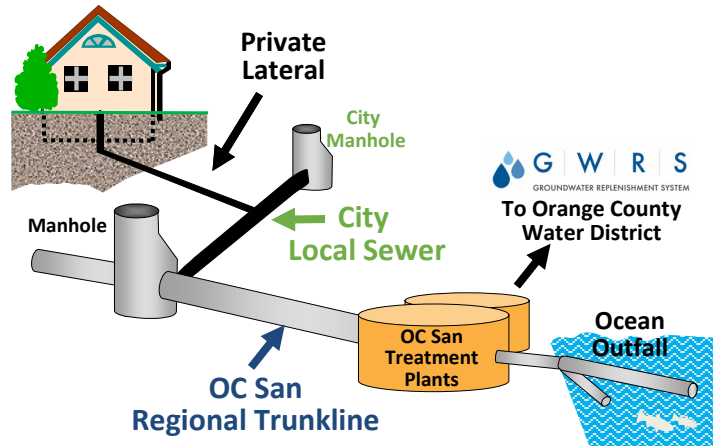 Private
Lateral
City
Manhole
G W R S
GROUNDWATER REPLENISHMENT SYSTEM
To Orange County
Water District
Manhole
City
Local Sewer
OC San
Treatment
Plants
Ocean
Outfall
OC San
Regional Trunkline